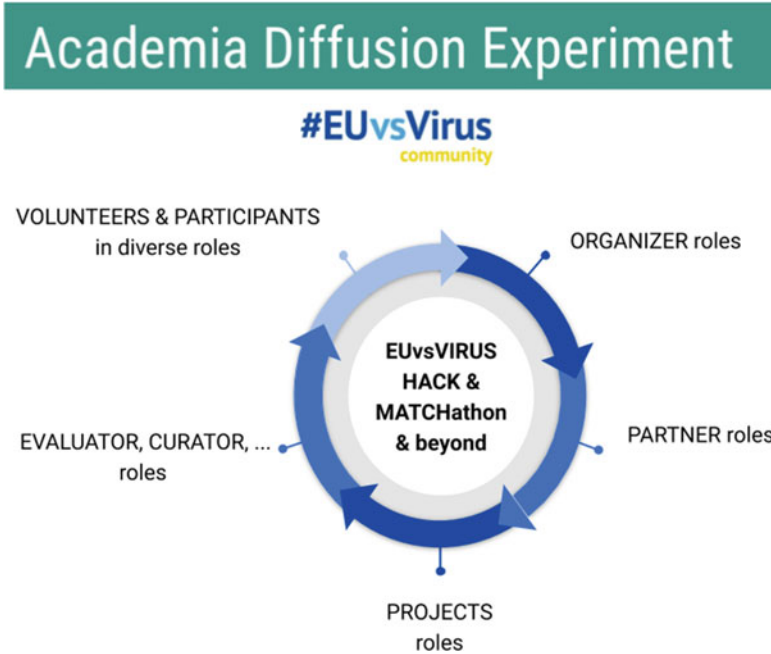 Academia Diffusion Experiment
#EUvsVirus
community
VOLUNTEERS & PARTICIPANTS
in diverse roles
ORGANIZER roles
EUvsVIRUS
HACK &
MATCHathon
& beyond
EVALUATOR, CURATOR, ...
roles
PARTNER roles
PROJECTS
roles